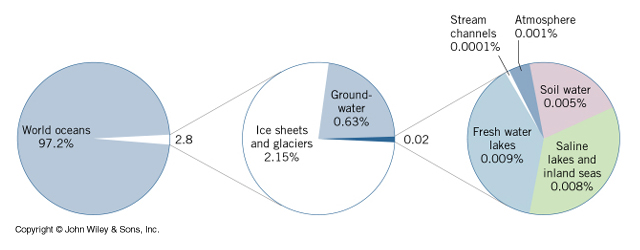 Stream
channels
0.0001%
Atmosphere
0.001%
World oceans
97.2%
2.8
Ground-
water
0.63%
Ice sheets
and glaciers
2.15%
0.02
Soil water
0.005%
Fresh water
lakes
0.009%
Saline
lakes and
inland seas
0.008%
Copyright © John Wiley & Sons, Inc.